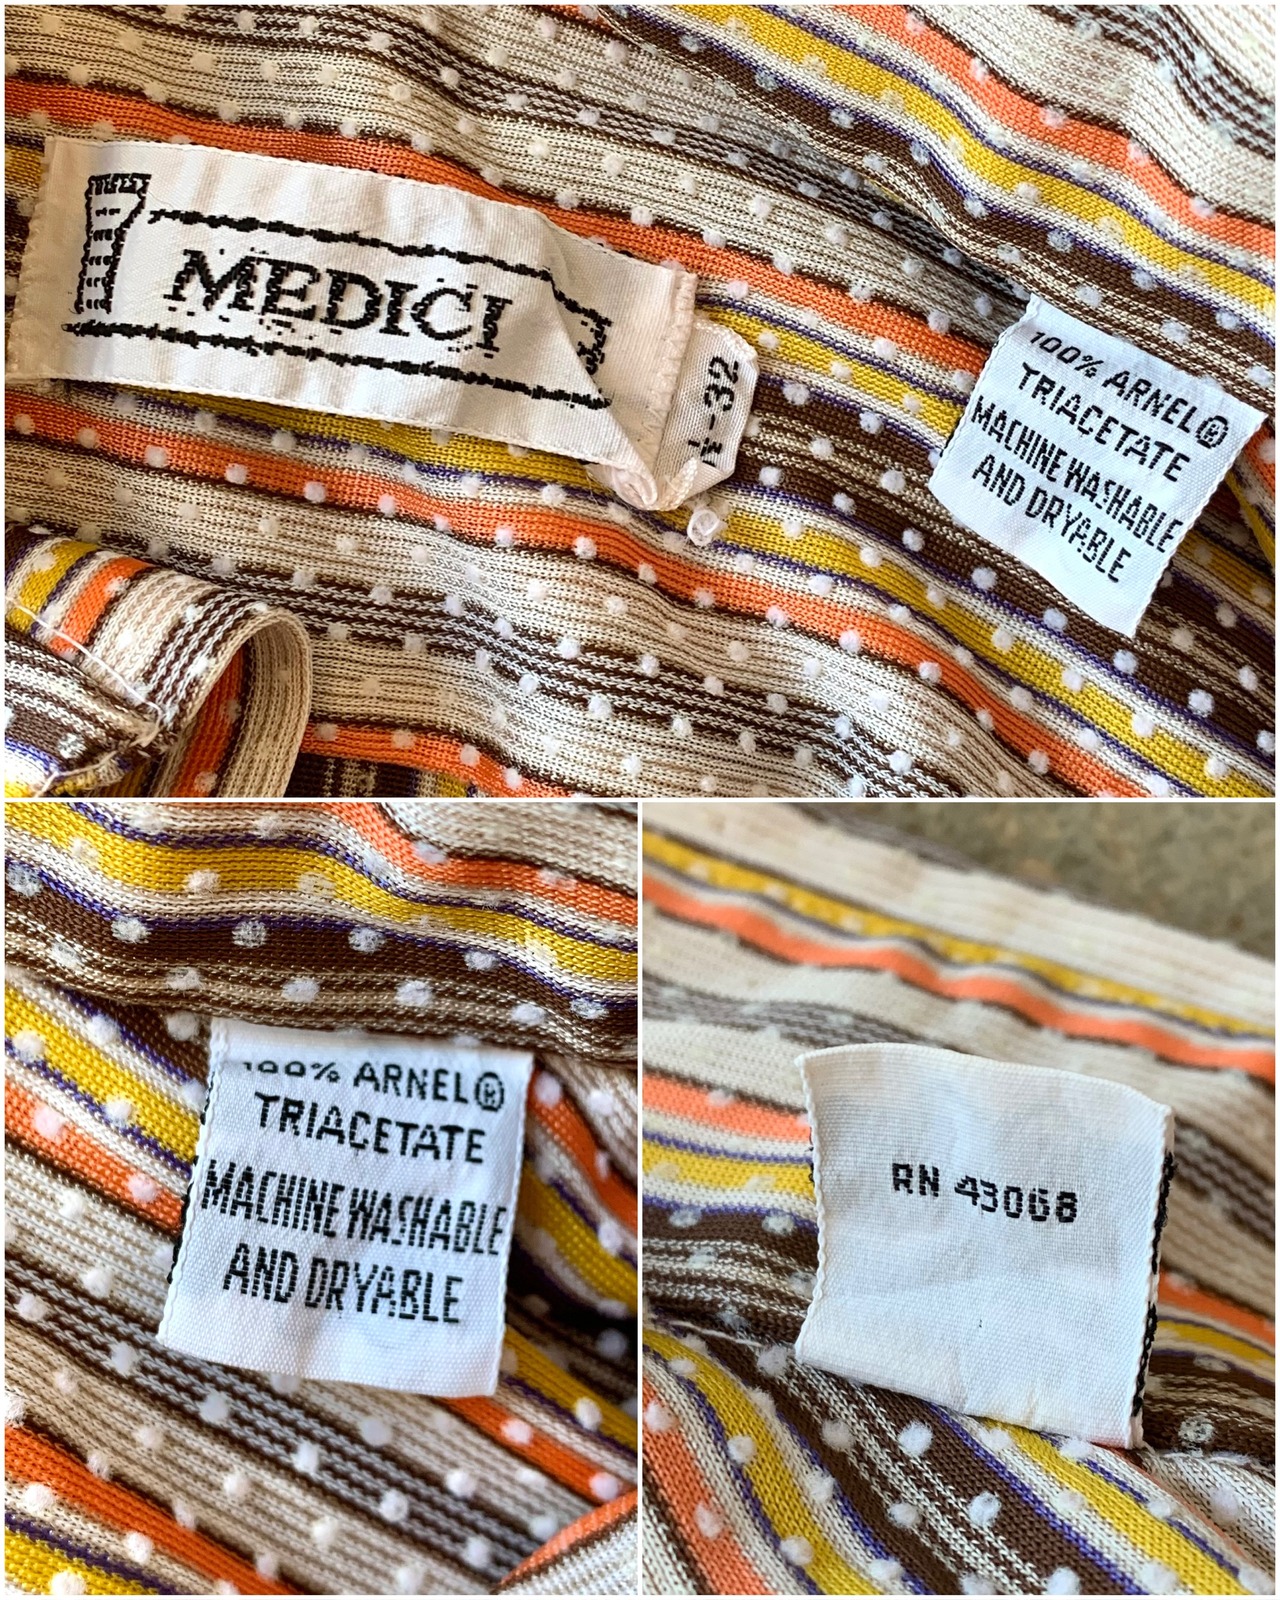 MEDICI
M-32
100% ARNEL®
TRIACETATE
MACHINE WASHABLE
AND DRYABLE
100% ARNEL®
TRIACETATE
MACHINE WASHABLE
AND DRYABLE
RN 43068